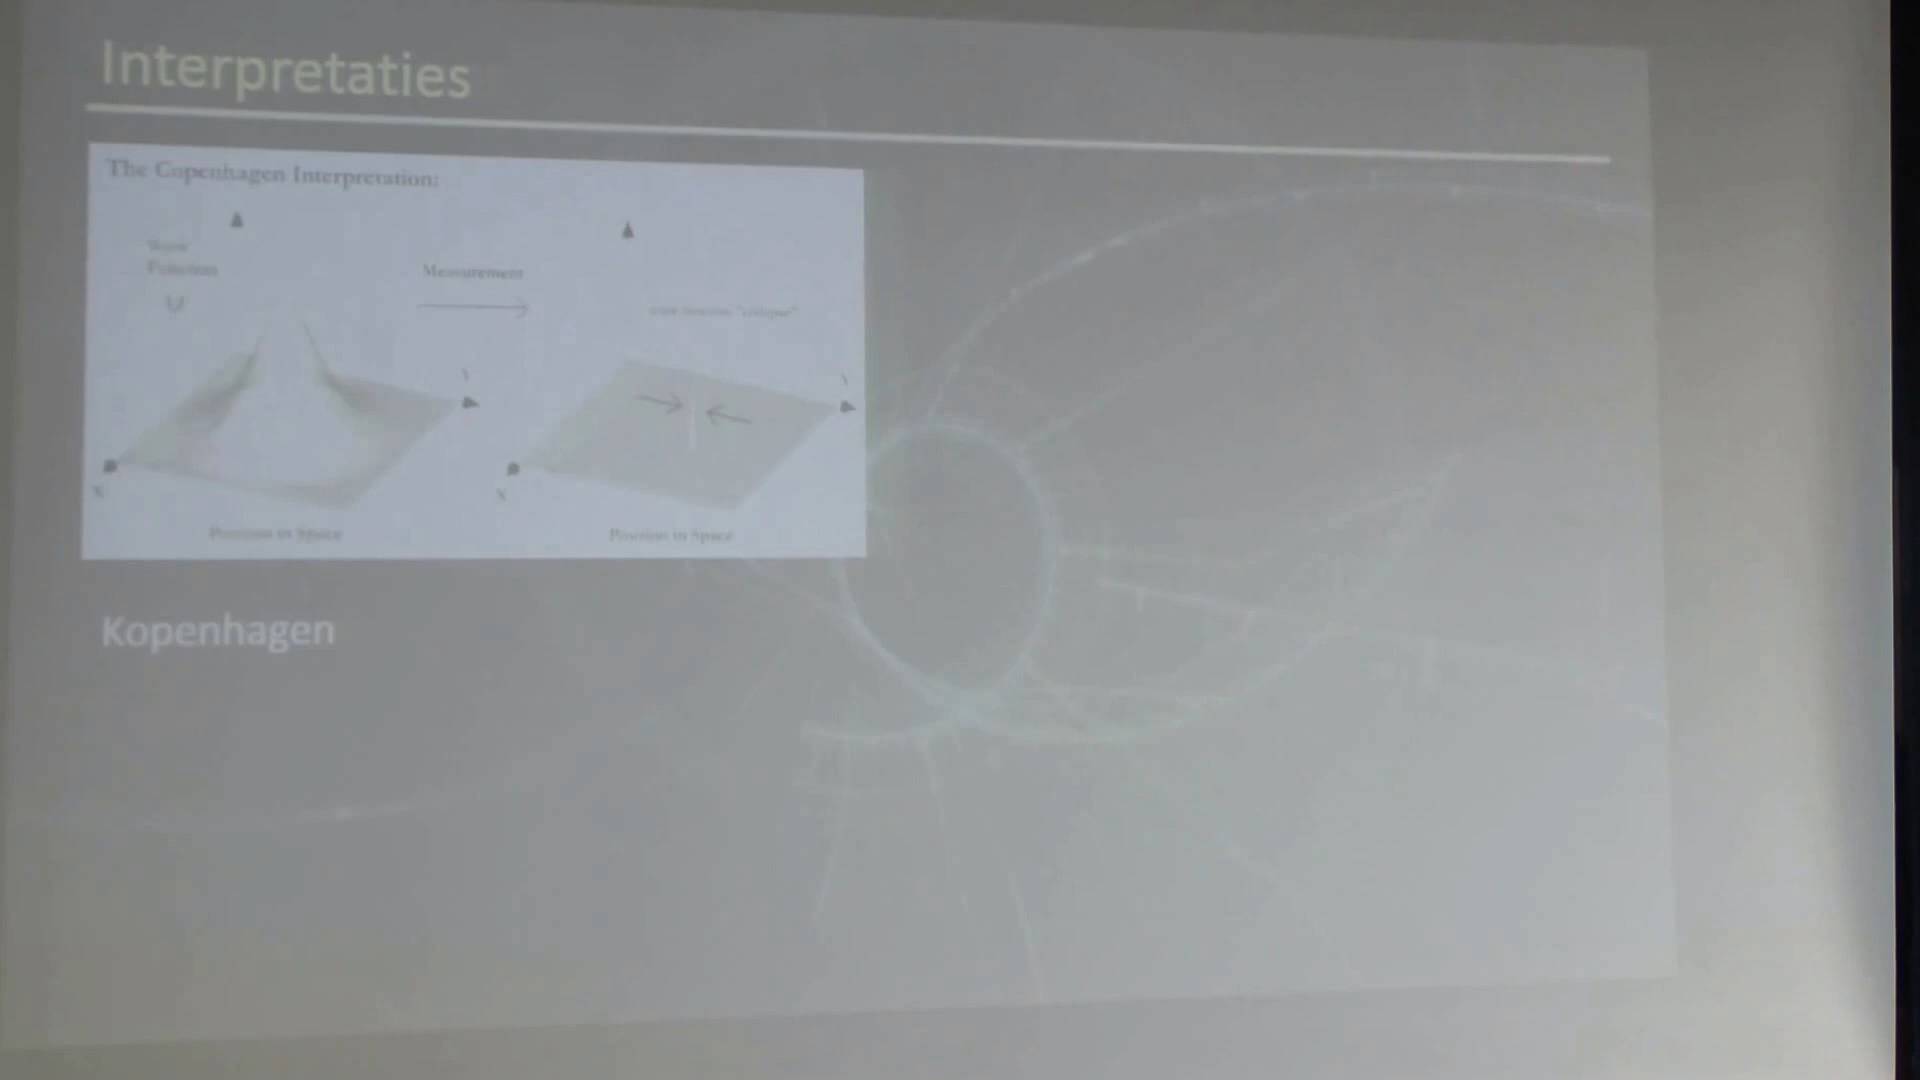 Interpretaties
The Copenhagen Interpretation:
Wave
Function
Measurement
wave function "collapse"
Y
Y
X
X
Position in Space
Position in Space
Kopenhagen